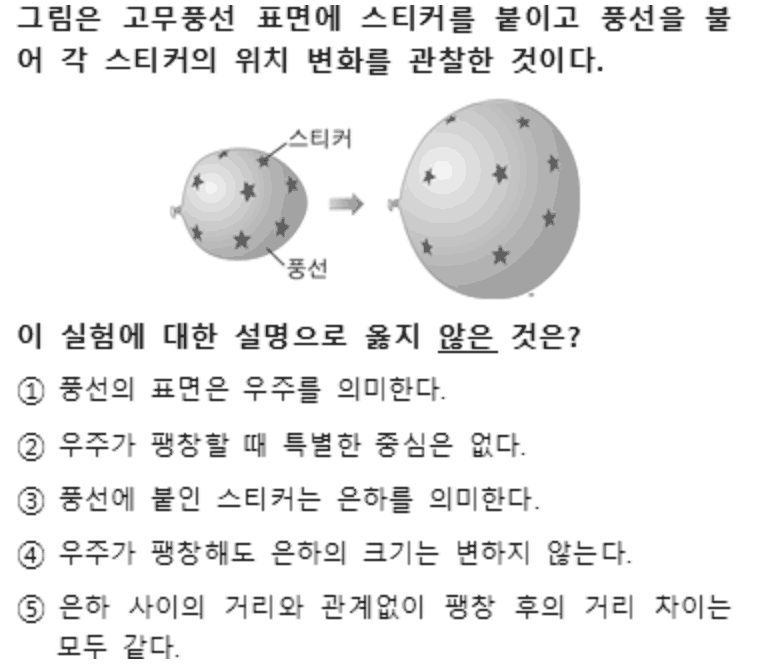 그림은 고무풍선 표면에 스티커를 붙이고 풍선을 불
어 각 스티커의 위치 변화를 관찰한 것이다.
스티커
풍선
이 실험에 대한 설명으로 옳지 않은 것은?
① 풍선의 표면은 우주를 의미한다.
② 우주가 팽창할 때 특별한 중심은 없다.
③ 풍선에 붙인 스티커는 은하를 의미한다.
④ 우주가 팽창해도 은하의 크기는 변하지 않는다.
⑤ 은하 사이의 거리와 관계없이 팽창 후의 거리 차이는
모두 같다.